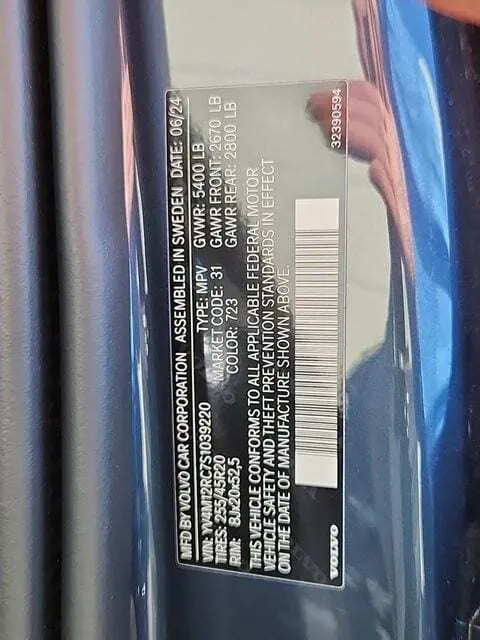 MFD BY VOLVO CAR CORPORATION ASSEMBLED IN SWEDEN DATE: 06/24
VIN: YV4M12RC7S1039220 TYPE: MPV GVWR: 5400 LB
TIRES: 255/45R20 MARKET CODE: 31 GAWR FRONT: 2670 LB
RIM: 8Jx20x52,5 COLOR: 723 GAWR REAR: 2800 LB
THIS VEHICLE CONFORMS TO ALL APPLICABLE FEDERAL MOTOR
VEHICLE SAFETY AND THEFT PREVENTION STANDARDS IN EFFECT
ON THE DATE OF MANUFACTURE SHOWN ABOVE.
VOLVO 32390594